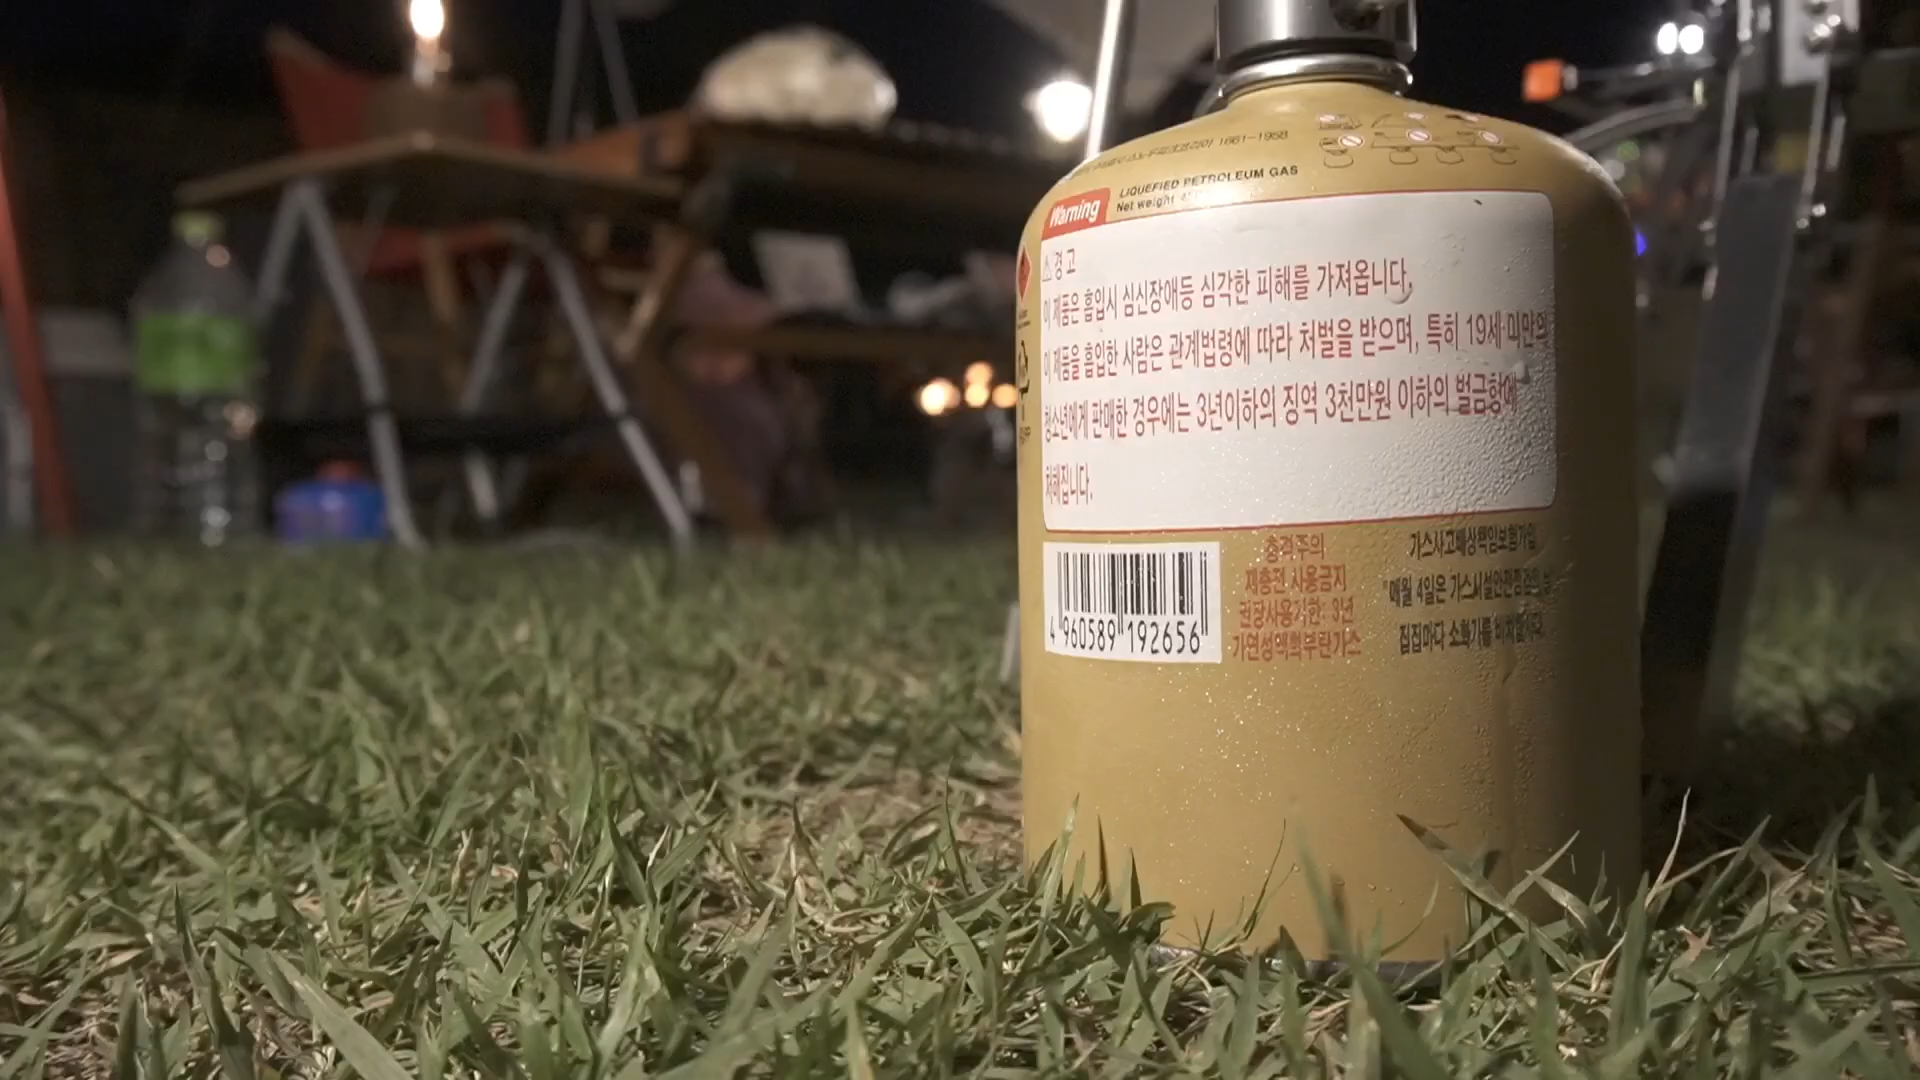 1661-1958
LIQUEFIED PETROLEUM GAS
Net weight
Warning
경고
이 제품은 흡입시 심신장애등 심각한 피해를 가져옵니다.
이 제품을 흡입한 사람은 관계법령에 따라 처벌을 받으며, 특히 19세 미만의
청소년에게 판매한 경우에는 3년이하의 징역 3천만원 이하의 벌금형에
처해집니다.
충격주의
재충전 사용금지
권장사용기한: 3년
가연성액화부탄가스
가스사고배상책임보험가입
"매월 4일은 가스시설안전점검의
집집마다 소화기를 비치합시다.
4 960589 192656